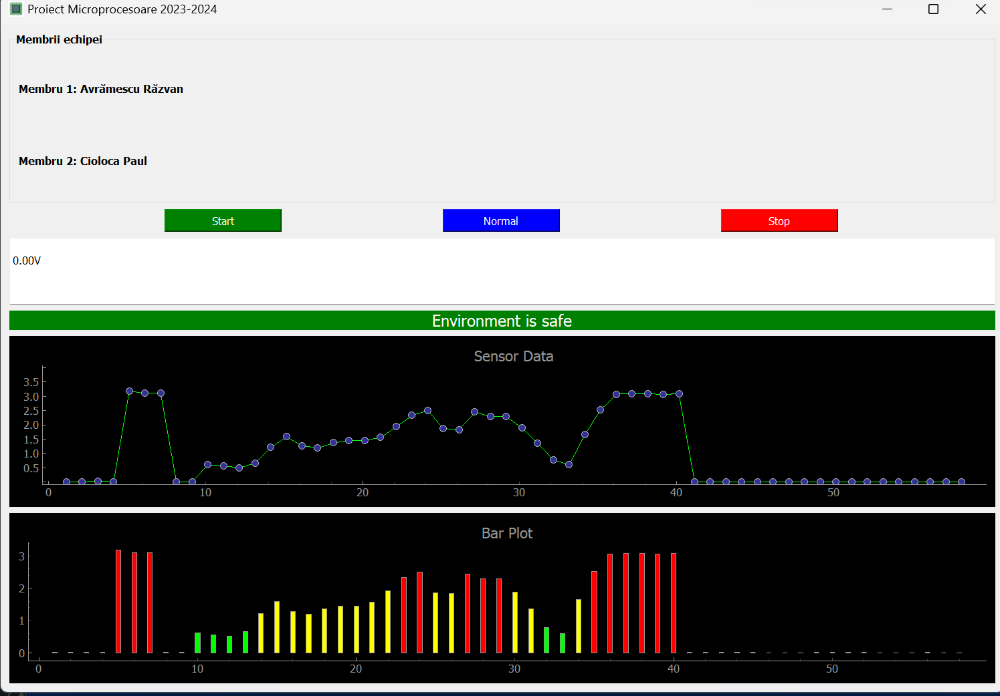 Proiect Microprocesoare 2023-2024
Membrii echipei
Membru 1: Avrămescu Răzvan
Membru 2: Cioloca Paul
Start Normal Stop
0.00V
Environment is safe
Sensor Data
3.5
3.0
2.5
2.0
1.5
1.0
0.5
0 10 20 30 40 50
Bar Plot
3
2
1
0
0 10 20 30 40 50